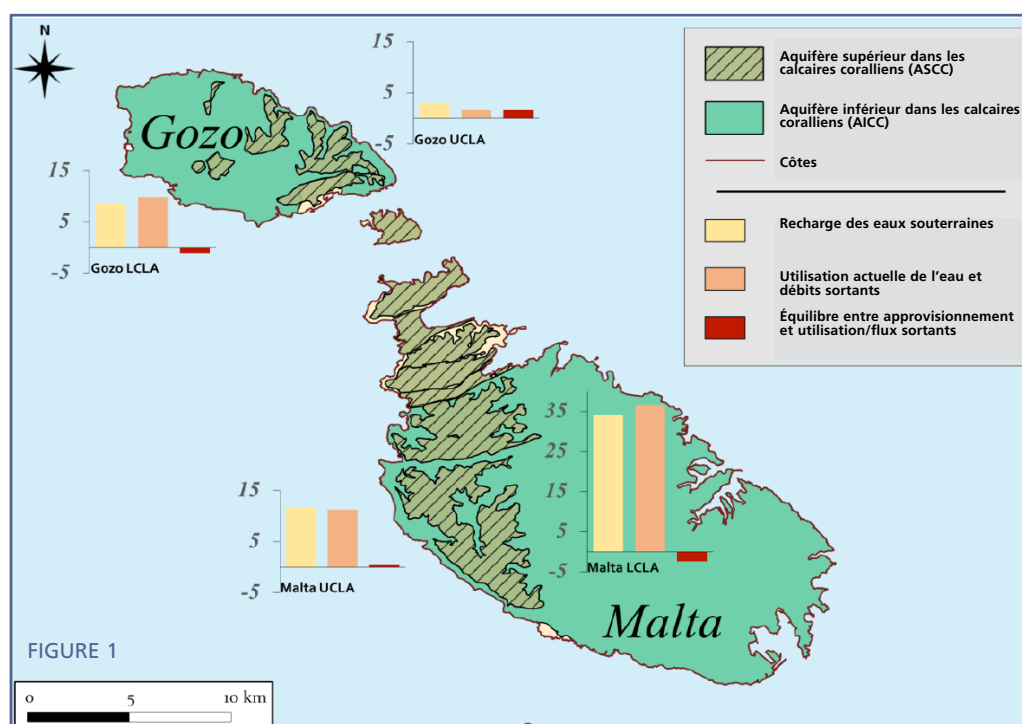 N
15
5
-5
Gozo UCLA
Gozo
15
5
-5
Gozo LCLA
Aquifère supérieur dans les
calcaires coralliens (ASCC)
Aquifère inférieur dans les calcaires
coralliens (AICC)
Côtes
Recharge des eaux souterraines
Utilisation actuelle de l'eau et
débits sortants
Équilibre entre approvisionnement
et utilisation/flux sortants
35
25
15
5
-5
Malta LCLA
15
5
-5
Malta UCLA
Malta
FIGURE 1
0 5 10 km